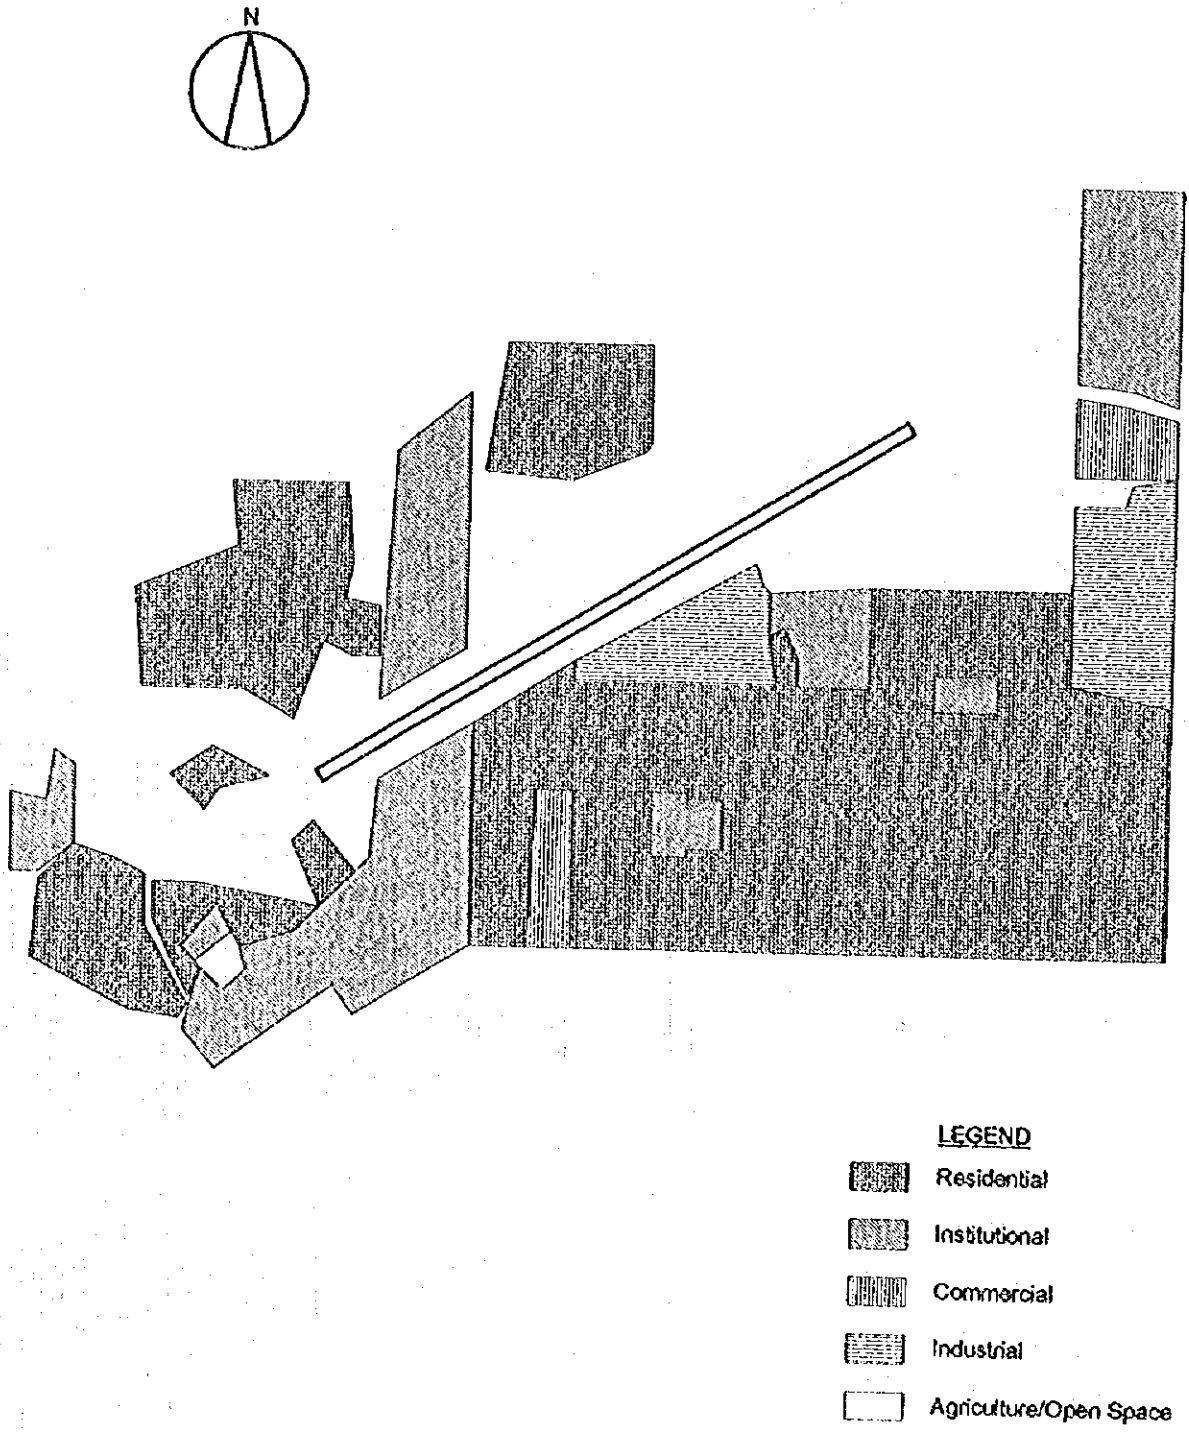 N
LEGEND
Residential
Institutional
Commercial
Industrial
Agriculture/Open Space